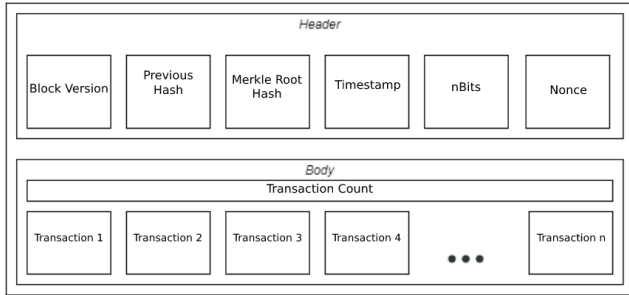 Header
Block Version
Previous
Hash
Merkle Root
Hash
Timestamp
nBits
Nonce
Body
Transaction Count
Transaction 1
Transaction 2
Transaction 3
Transaction 4
Transaction n